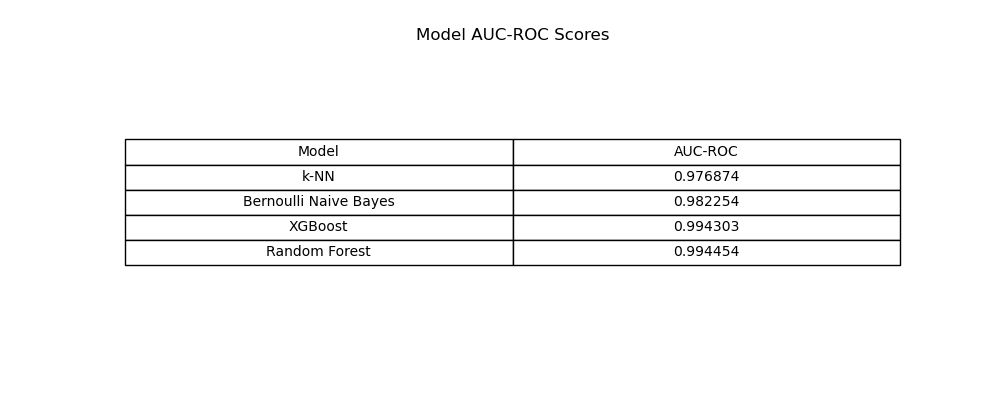 Model AUC-ROC Scores
Model AUC-ROC
k-NN 0.976874
Bernoulli Naive Bayes 0.982254
XGBoost 0.994303
Random Forest 0.994454